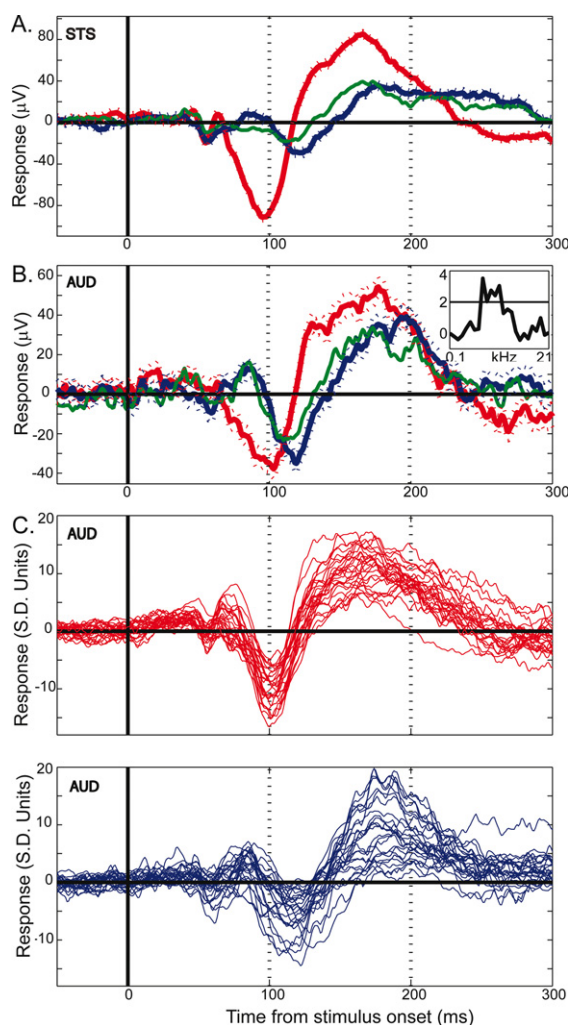 A.
STS
Response (µV)
80
40
0
-40
-80
0
100
200
300
B.
AUD
Response (µV)
60
40
20
0
-20
-40
0
100
200
300
4
2
0
0.1 kHz 21
C.
AUD
Response (S.D. Units)
20
10
0
-10
0
100
200
300
AUD
Response (S.D. Units)
20
10
0
-10
0
100
200
300
Time from stimulus onset (ms)